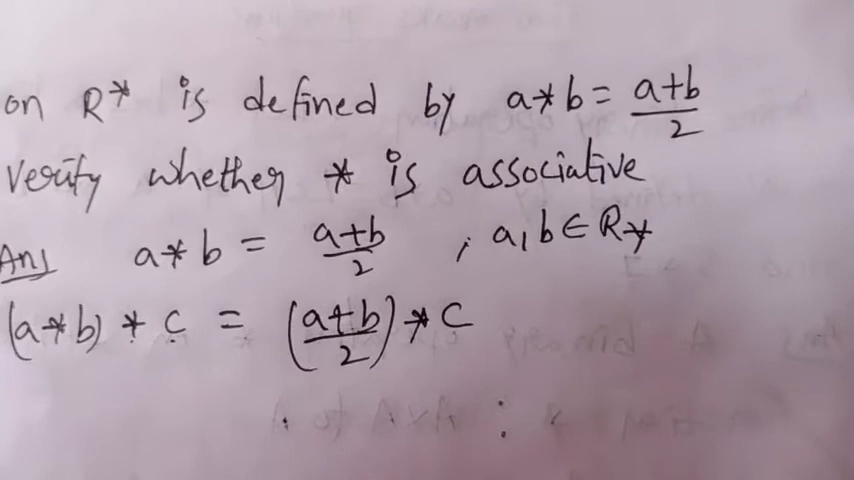 on R* is defined by a*b = a+b/2
Verify whether * is associative
Ans a*b = a+b/2 , a,b ∈ R*
(a*b) * c = (a+b/2) * c